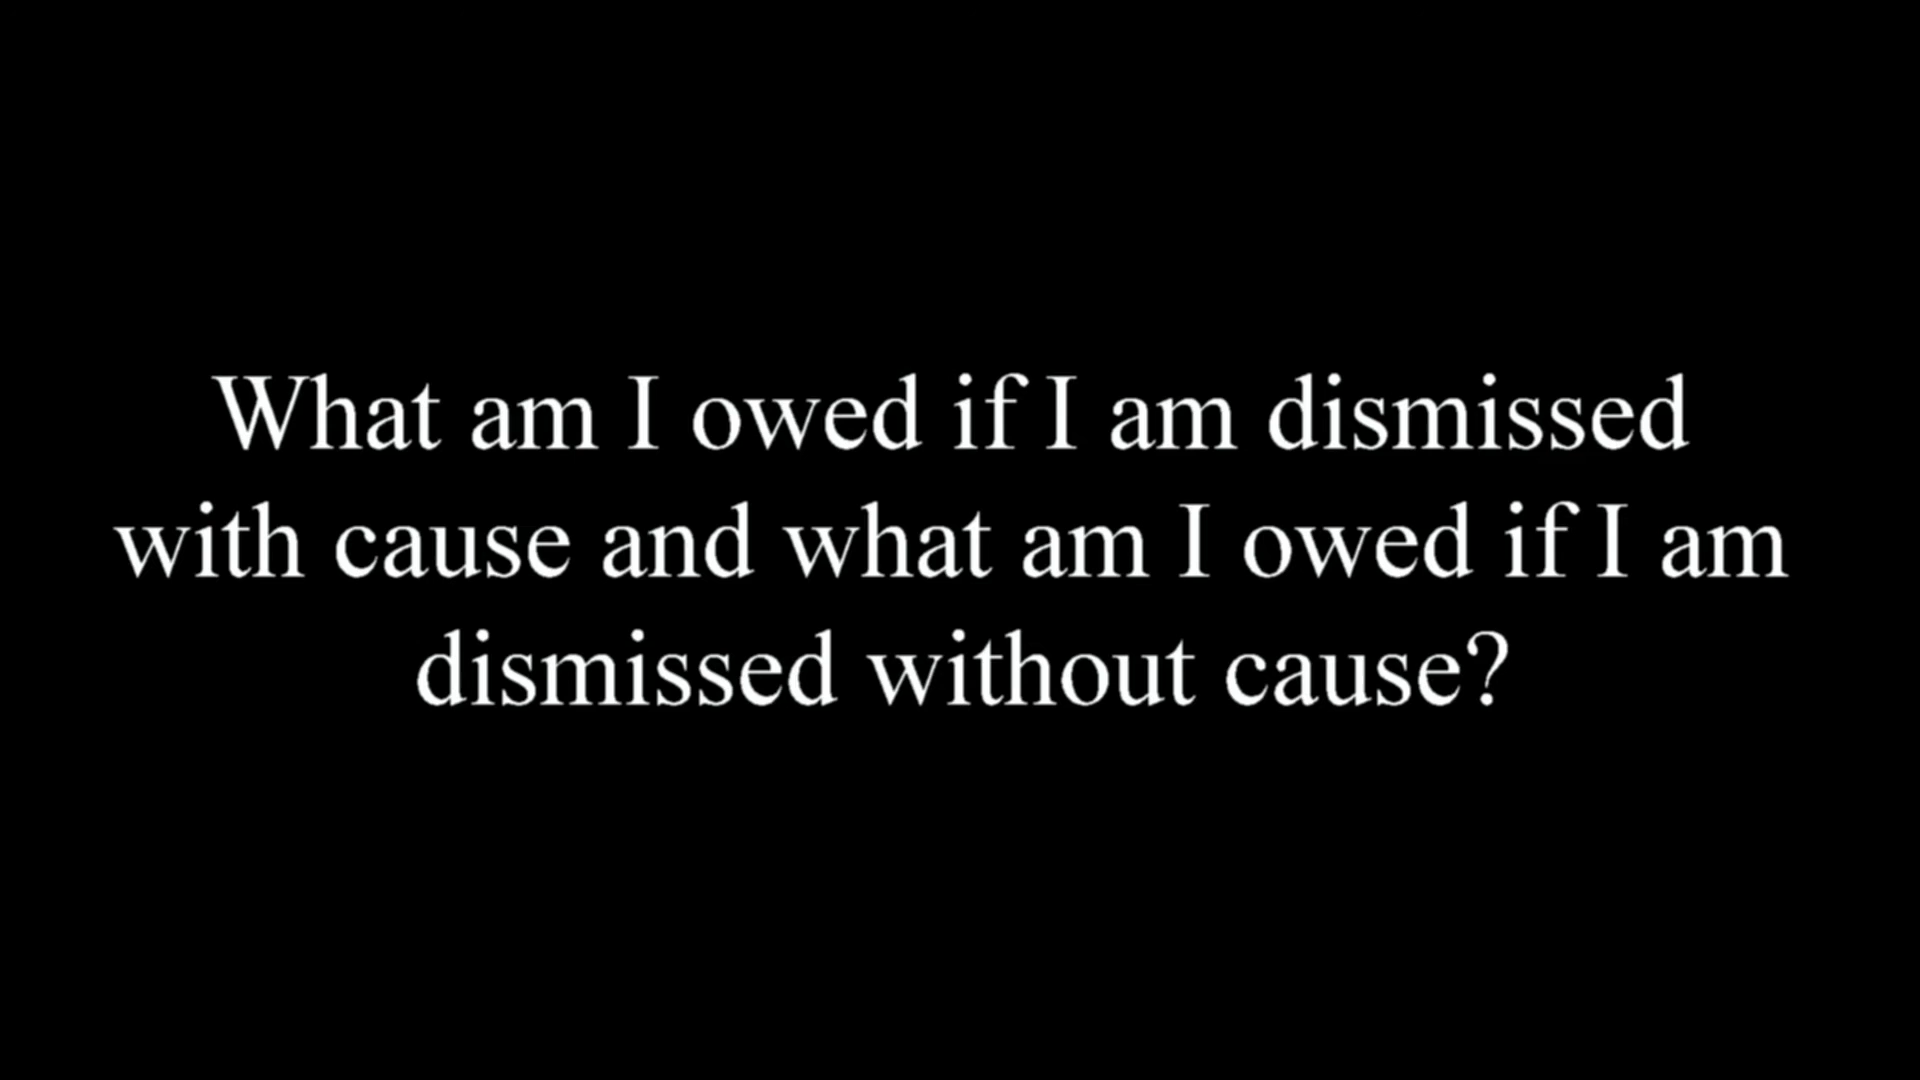 What am I owed if I am dismissed
with cause and what am I owed if I am
dismissed without cause?